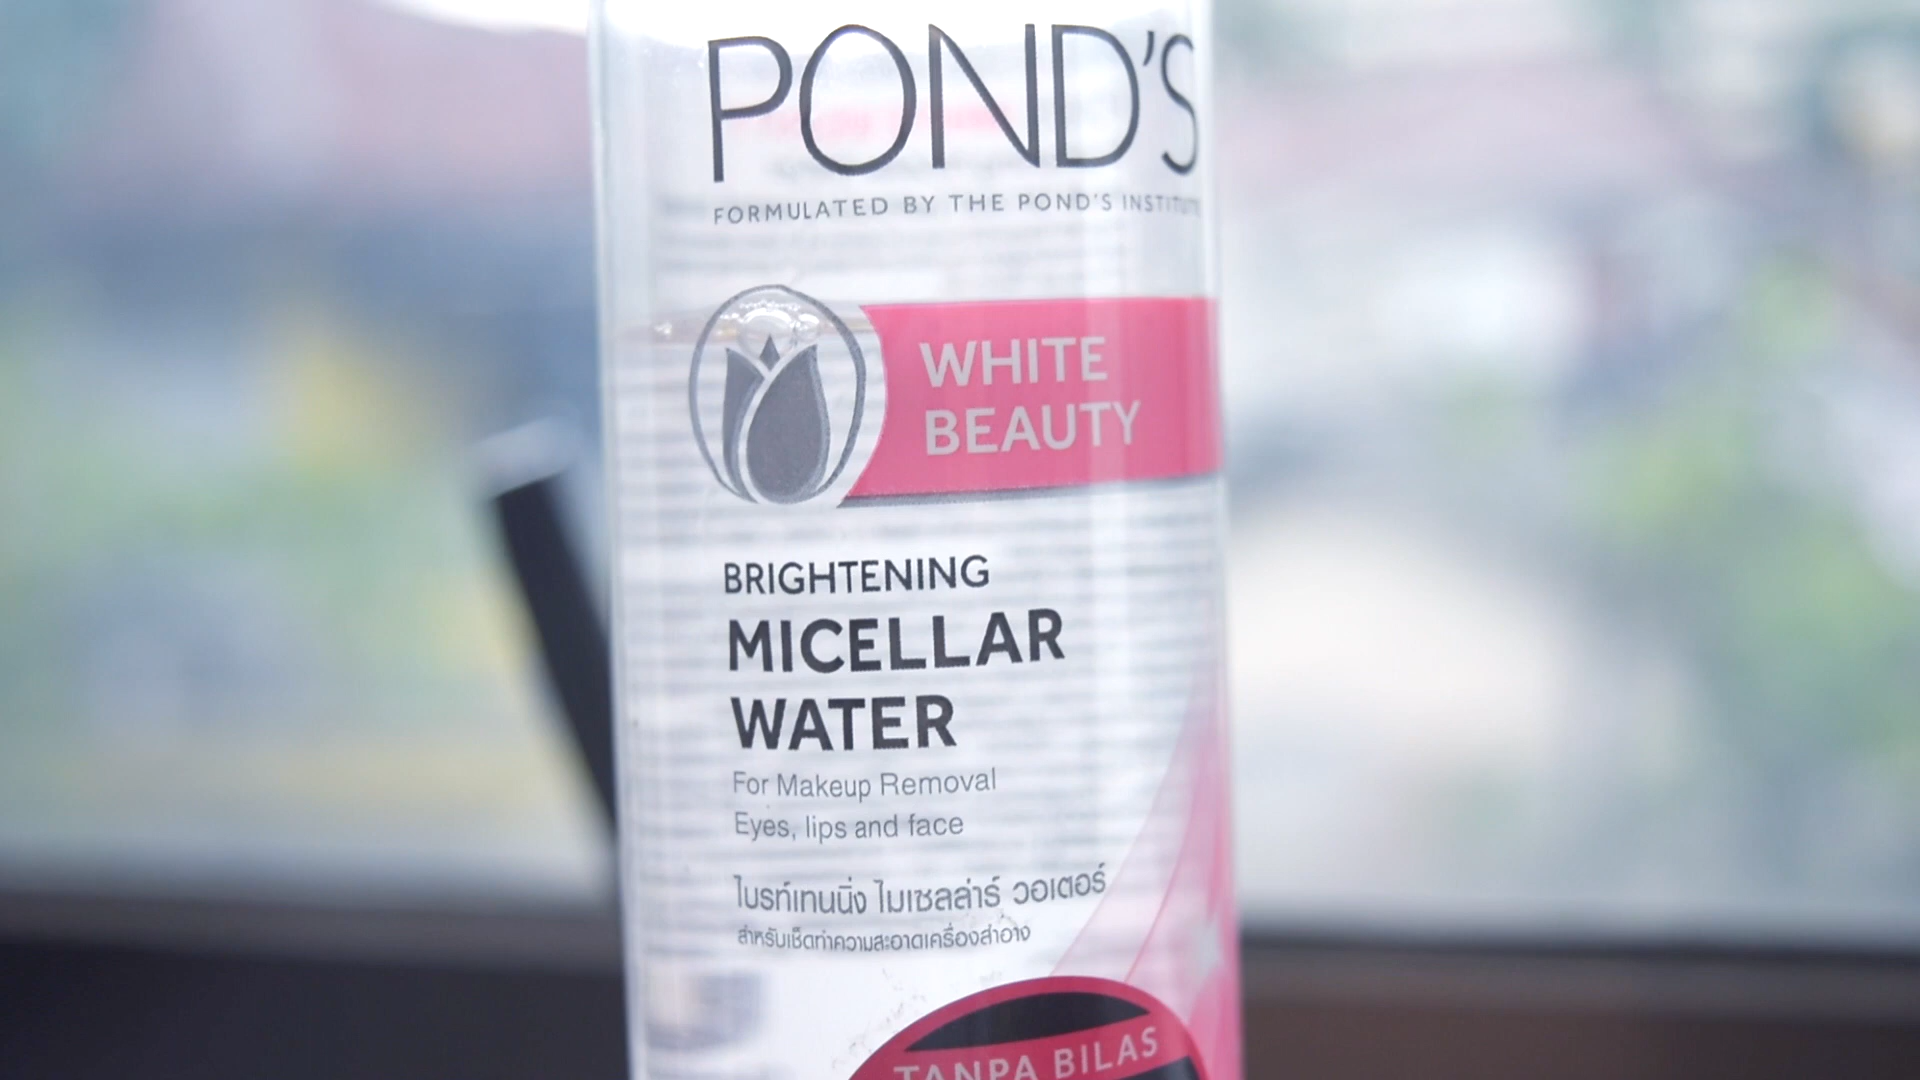 POND'S
FORMULATED BY THE POND'S INSTITUTE
WHITE
BEAUTY
BRIGHTENING
MICELLAR
WATER
For Makeup Removal
Eyes, lips and face
ไบรท์เทนนิ่ง ไมเซลล่าร์ วอเตอร์
สำหรับเช็ดทำความสะอาดเครื่องสำอาง
TANPA BILAS